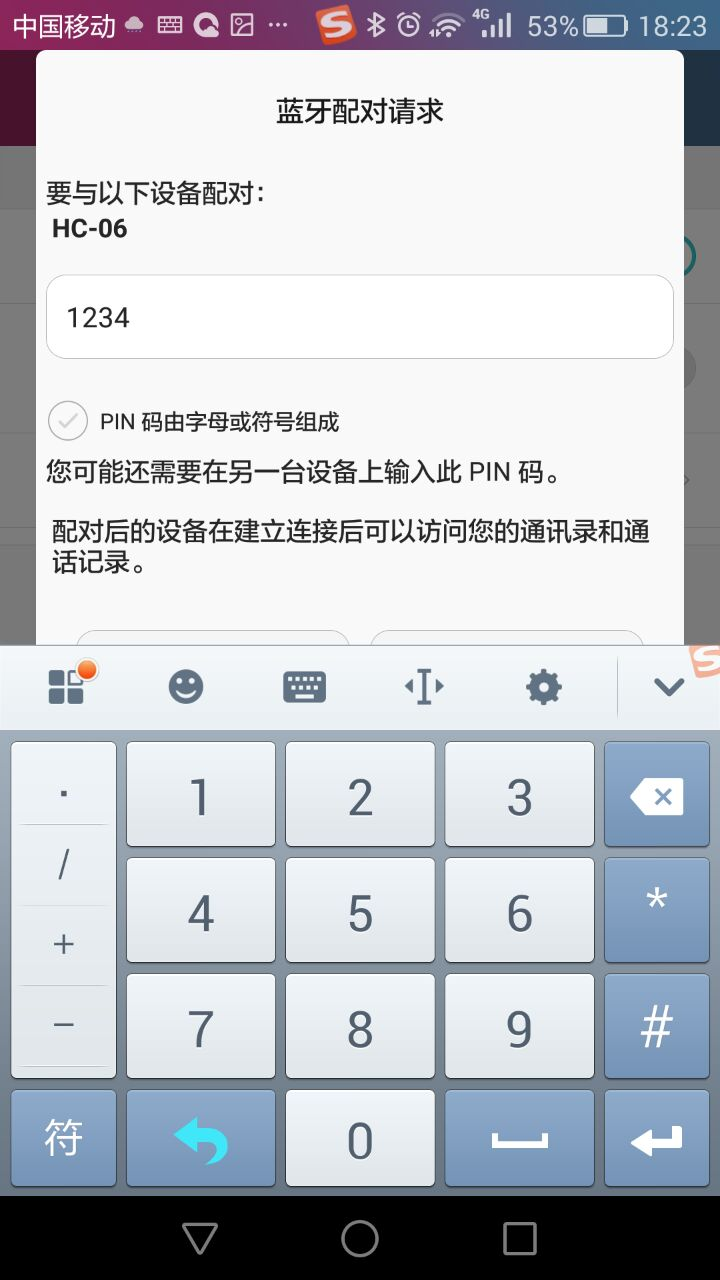 中国移动 4G 53% 18:23
蓝牙配对请求
要与以下设备配对：
HC-06
1234
PIN 码由字母或符号组成
您可能还需要在另一台设备上输入此 PIN 码。
配对后的设备在建立连接后可以访问您的通讯录和通
话记录。
. 1 2 3
/ 4 5 6 *
+
- 7 8 9 #
符 0